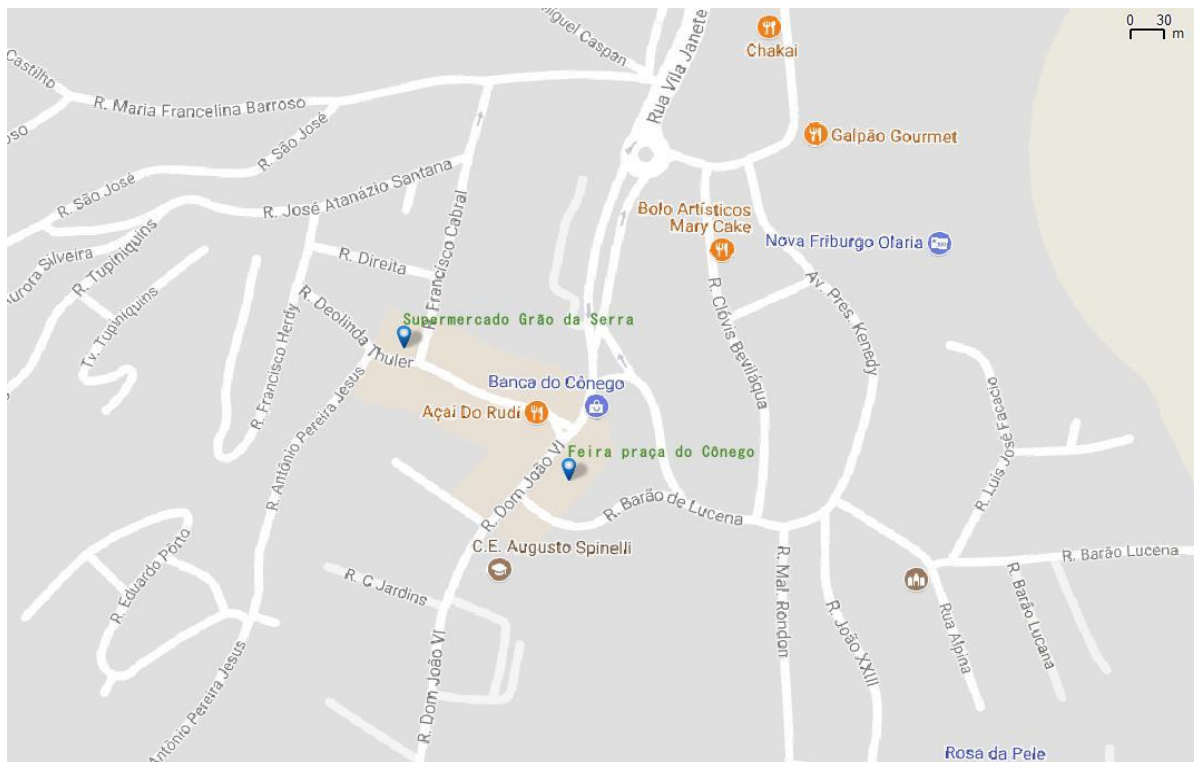 0 30
m
Miguel Caspan
Rua Vila Janete
Chakai
Castilho
R. Maria Francelina Barroso
Galpão Gourmet
R. São José
R. São José
R. José Atanázio Santana
R. Francisco Cabral
Bolo Artísticos
Mary Cake
Nova Friburgo Olaria
Aurora Silveira
R. Tupiniquins
Tv. Tupiniquins
R. Direita
R. Deolinda Thuler
R. Francisco Herdy
Supermercado Grão da Serra
R. Clóvis Beviláqua
Av. Pres. Kenedy
Banca do Cônego
Açai Do Rudi
R. Antônio Pereira Jesus
Feira praça do Cônego
R. Dom João VI
R. Barão de Lucena
R. Luis José Facacio
C.E. Augusto Spinelli
R. Barão Lucena
R. Eduardo Porto
R. C Jardins
R. Mal. Rondon
R. João XXIII
Rua Alpina
R. Barão Lucana
R. Dom João VI
Antônio Pereira Jesus
Rosa da Pele